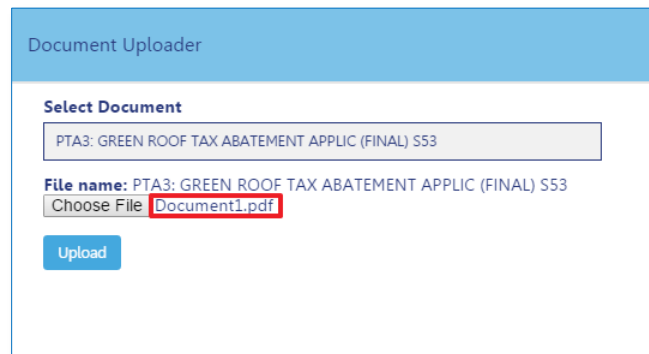 Document Uploader
Select Document
PTA3: GREEN ROOF TAX ABATEMENT APPLIC (FINAL) S53
File name: PTA3: GREEN ROOF TAX ABATEMENT APPLIC (FINAL) S53
Choose File Document1.pdf
Upload